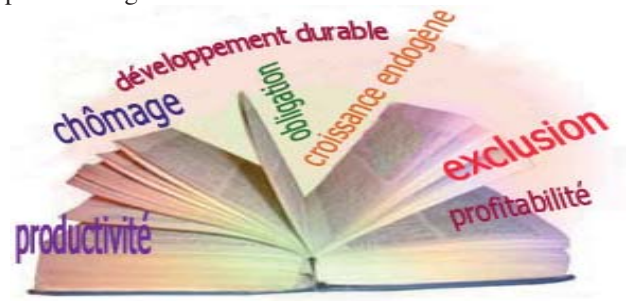 développement durable
chômage
obligation
croissance endogène
exclusion
profitabilité
productivité